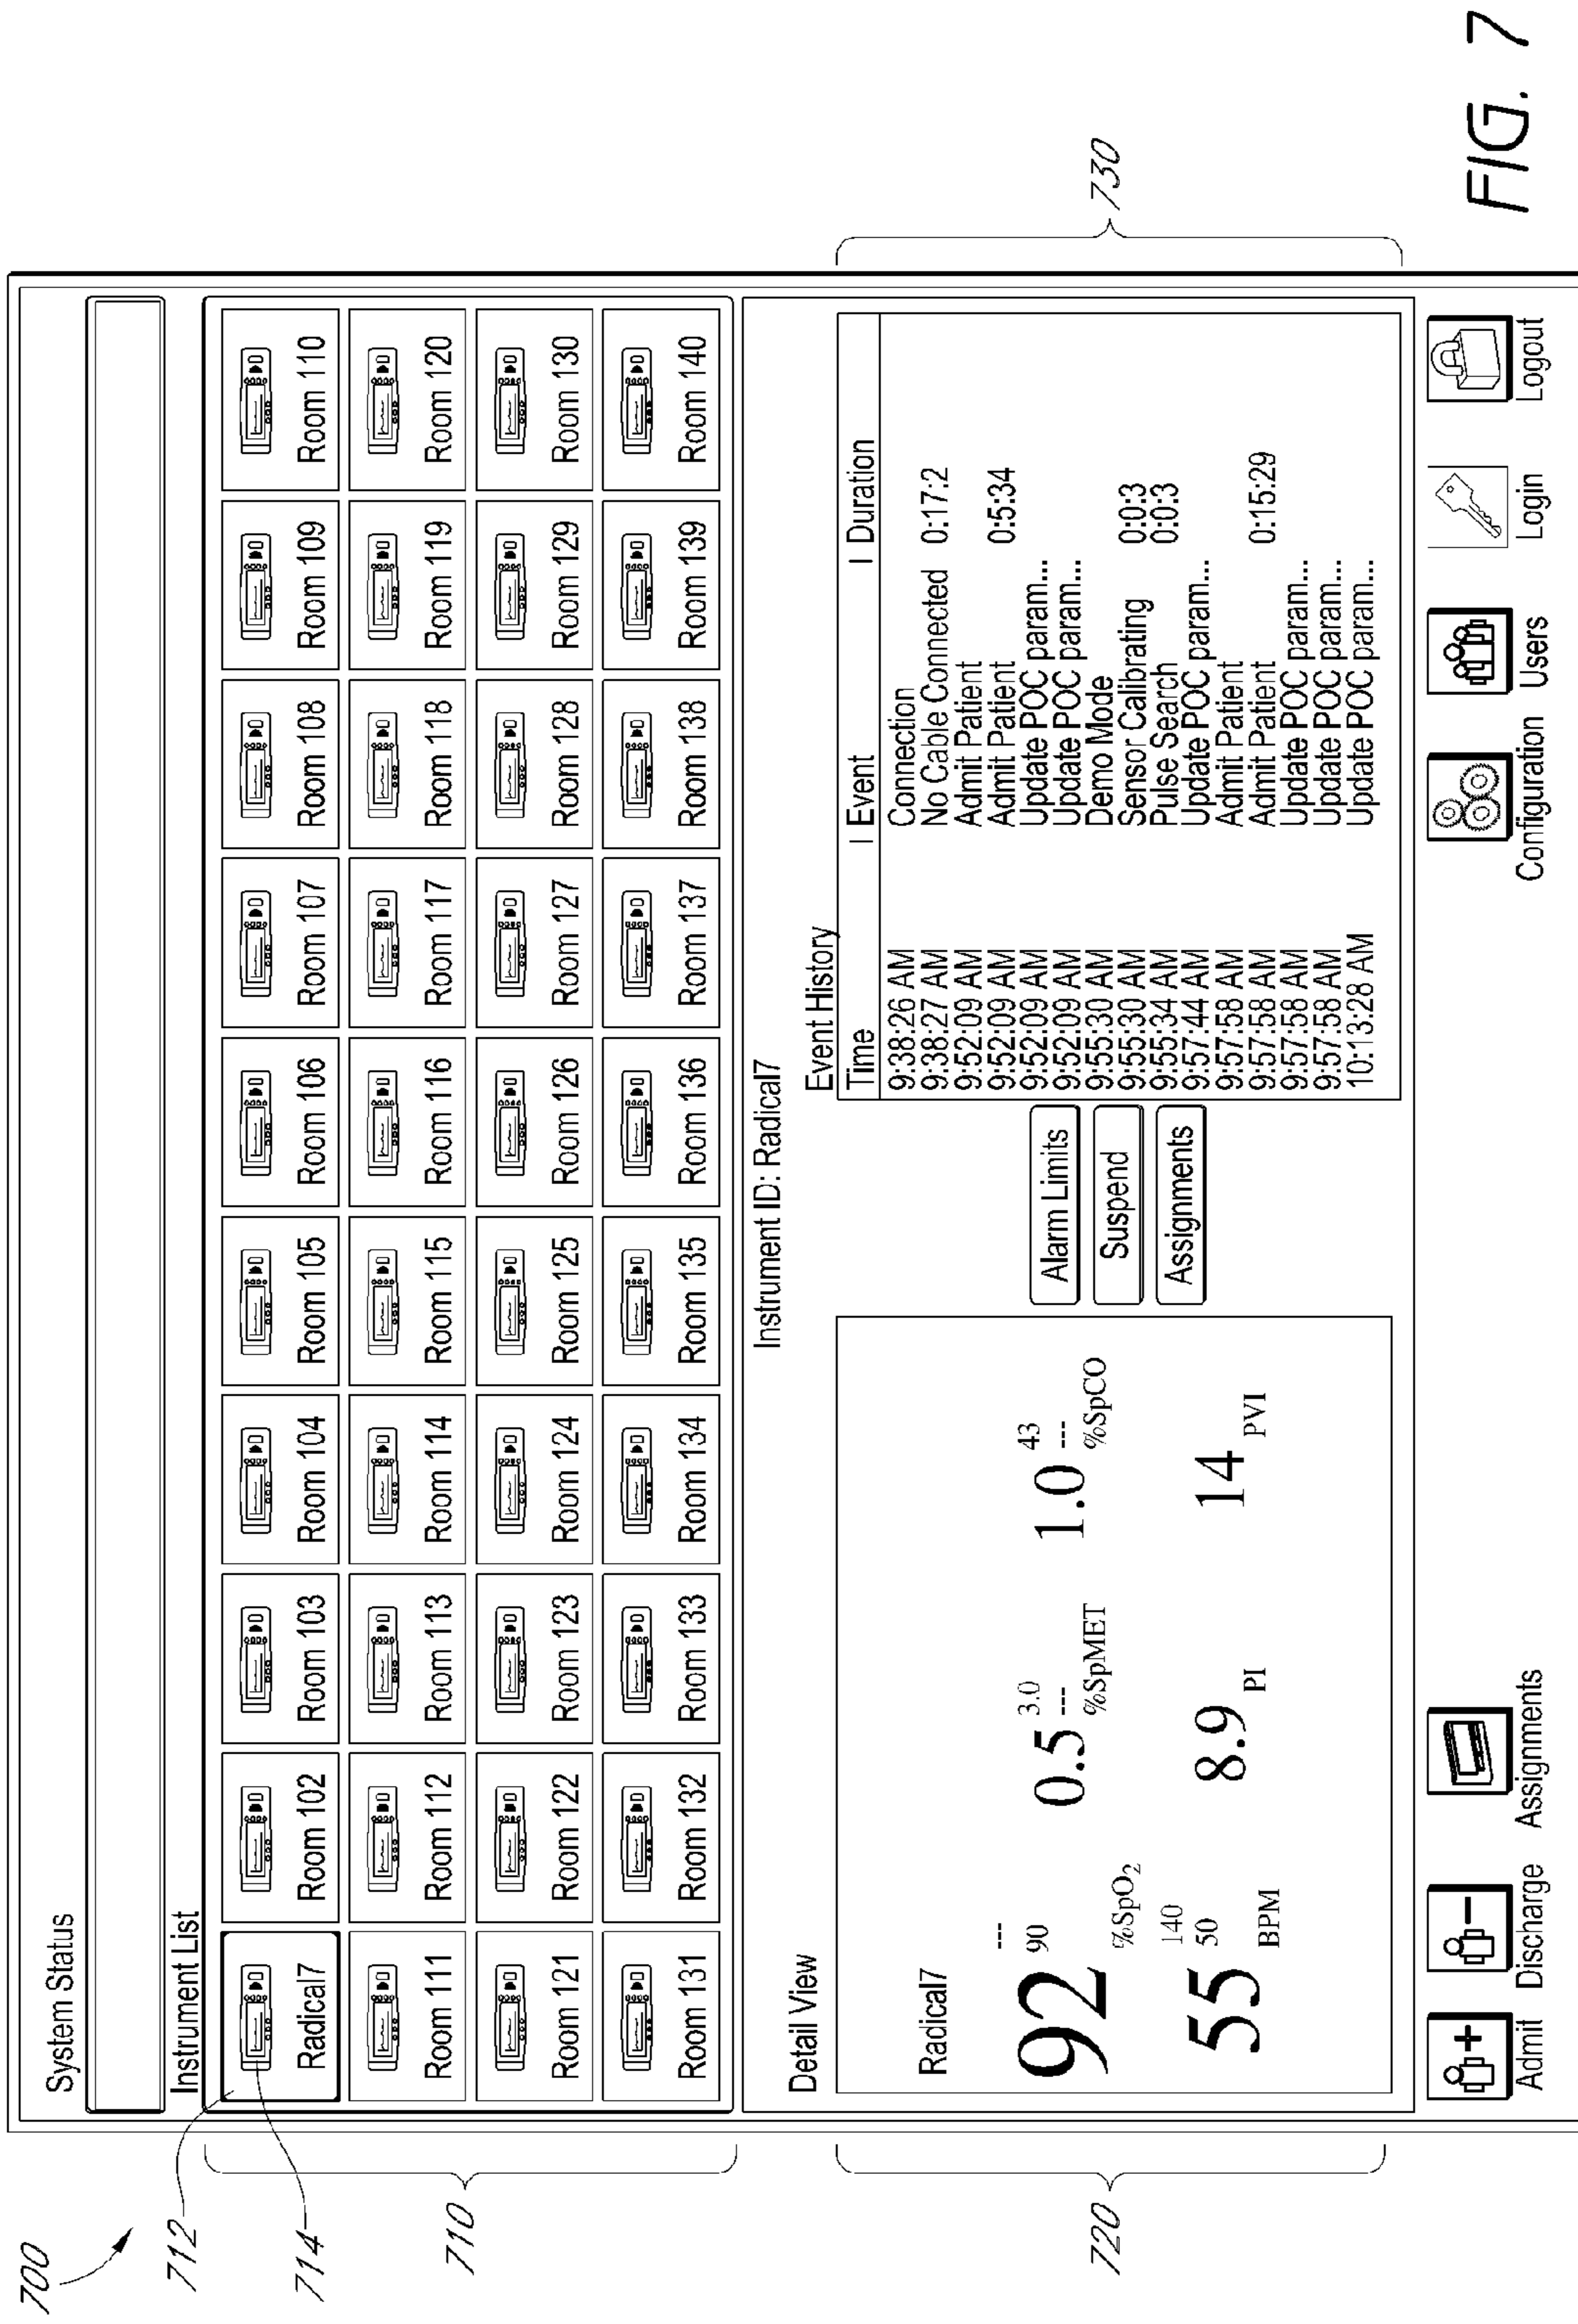 700
System Status
Instrument List
712
714
710
Radical7 Room 102 Room 103 Room 104 Room 105 Room 106 Room 107 Room 108 Room 109 Room 110
Room 111 Room 112 Room 113 Room 114 Room 115 Room 116 Room 117 Room 118 Room 119 Room 120
Room 121 Room 122 Room 123 Room 124 Room 125 Room 126 Room 127 Room 128 Room 129 Room 130
Room 131 Room 132 Room 133 Room 134 Room 135 Room 136 Room 137 Room 138 Room 139 Room 140
Instrument ID: Radical7
Detail View
720
Radical7
92 --- 90 %SpO₂
0.5 3.0 --- %SpMET
1.0 43 --- %SpCO
55 140 50 BPM
8.9 PI
14 PVI
Alarm Limits
Suspend
Assignments
Event History
730
Time | Event | Duration
9:38:26 AM Connection
9:38:27 AM No Cable Connected 0:17:2
9:52:09 AM Admit Patient
9:52:09 AM Admit Patient 0:5:34
9:52:09 AM Update POC param...
9:52:09 AM Update POC param...
9:55:30 AM Demo Mode
9:55:30 AM Sensor Calibrating 0:0:3
9:55:34 AM Pulse Search 0:0:3
9:57:44 AM Update POC param...
9:57:58 AM Admit Patient
9:57:58 AM Admit Patient 0:15:29
9:57:58 AM Update POC param...
9:57:58 AM Update POC param...
10:13:28 AM Update POC param...
Admit Discharge Assignments Configuration Users Login Logout
FIG. 7